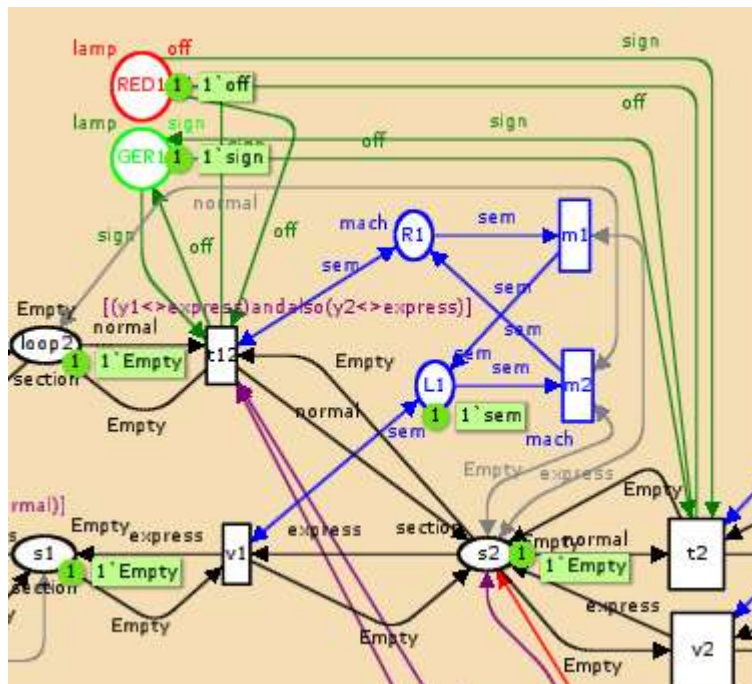 lamp off sign
RED1 1 1`off
off
lamp sign sign
GER1 1 1`sign off
normal
sign off off
mach R1 sem m1
sem sem
[(y1<>express)andalso(y2<>express)]
Empty normal sem
loop2 t12
1 1`Empty Empty sem
section L1 sem m2
Empty normal 1 1`sem
sem mach
Empty express Empty
rmal)]
Empty express express section normal
s1 v1 s2 1 Empty t2
1 1`Empty 1`Empty
section
Empty Empty express
Empty v2